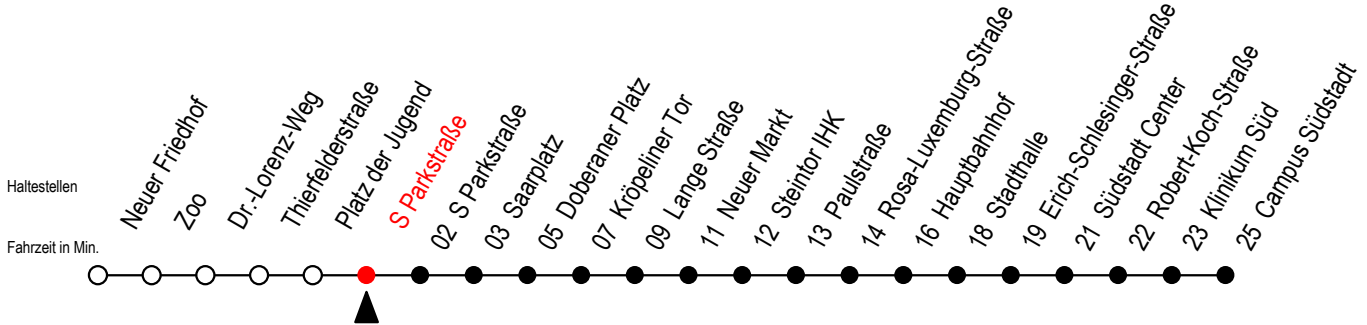 Haltestellen
Fahrzeit in Min.
Neuer Friedhof
Zoo
Dr.-Lorenz-Weg
Thierfelderstraße
Platz der Jugend
S Parkstraße
02 S Parkstraße
03 Saarplatz
05 Doberaner Platz
07 Kröpeliner Tor
09 Lange Straße
11 Neuer Markt
12 Steintor IHK
13 Paulstraße
14 Rosa-Luxemburg-Straße
16 Hauptbahnhof
18 Stadthalle
19 Erich-Schlesinger-Straße
21 Südstadt Center
22 Robert-Koch-Straße
23 Klinikum Süd
25 Campus Südstadt